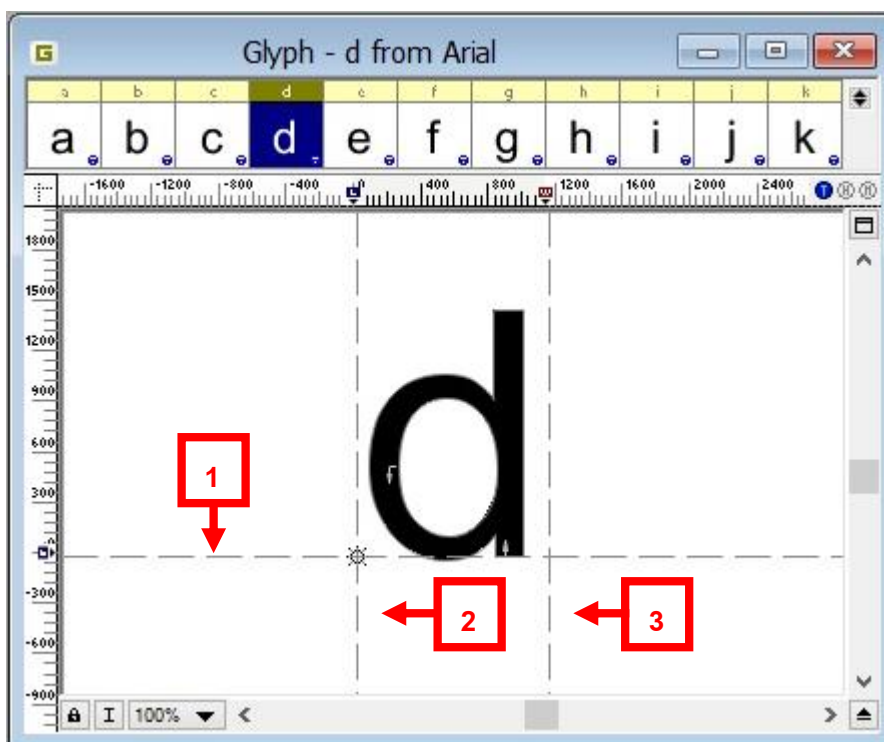 Glyph - d from Arial
a b c d e f g h i j k
a b c d e f g h i j k
-1600 -1200 -800 -400 0 400 800 1200 1600 2000 2400 T H H
1800
1500
1200
900
600
1
300
0
-300
2 3
-600
-900
I 100%
d